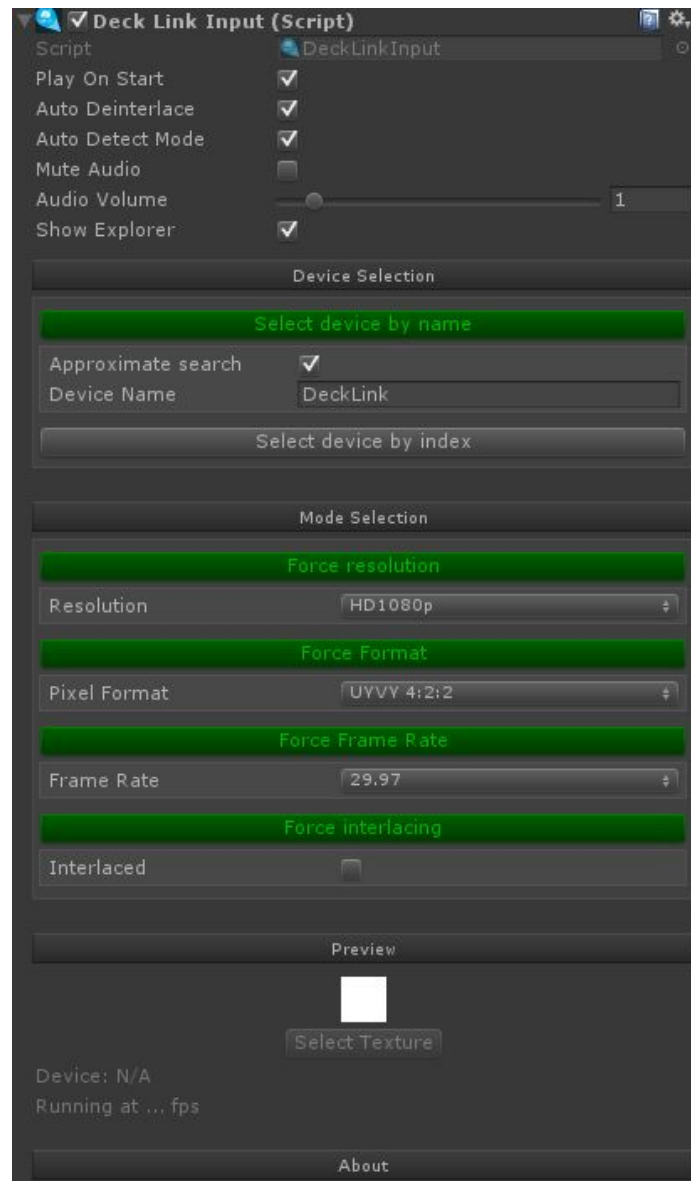 Deck Link Input (Script)
Script DeckLinkInput
Play On Start
Auto Deinterlace
Auto Detect Mode
Mute Audio
Audio Volume 1
Show Explorer
Device Selection
Select device by name
Approximate search
Device Name DeckLink
Select device by index
Mode Selection
Force resolution
Resolution HD1080p
Force Format
Pixel Format UYVY 4:2:2
Force Frame Rate
Frame Rate 29.97
Force interlacing
Interlaced
Preview
Select Texture
Device: N/A
Running at ... fps
About